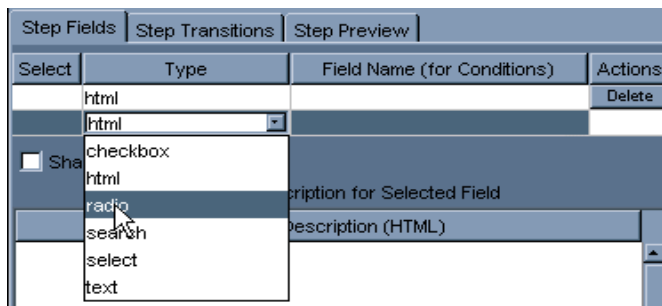 Step Fields Step Transitions Step Preview
Select Type Field Name (for Conditions) Actions
html Delete
html
checkbox
Sha
html
ription for Selected Field
radio
Description (HTML)
search
select
text